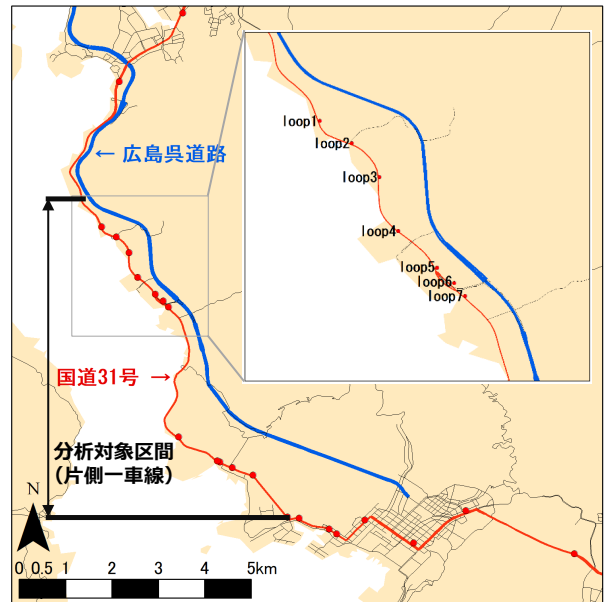 ← 広島呉道路
loop1
loop2
loop3
loop4
loop5
loop6
loop7
国道31号 →
分析対象区間
(片側一車線)
N
0 0.5 1 2 3 4 5km